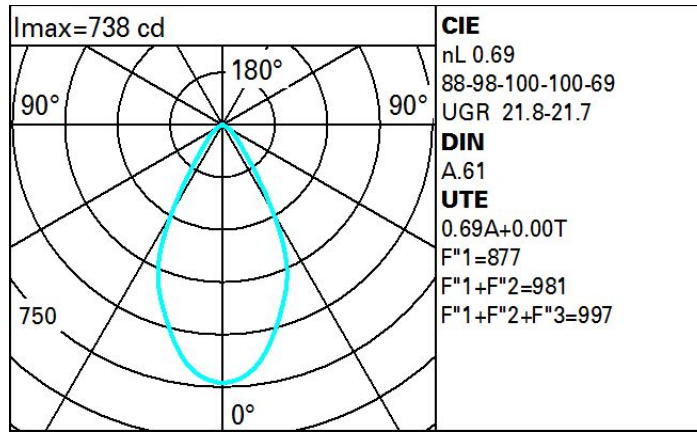 Imax=738 cd
180°
90°
90°
750
0°
CIE
nL 0.69
88-98-100-100-69
UGR 21.8-21.7
DIN
A.61
UTE
0.69A+0.00T
F"1=877
F"1+F"2=981
F"1+F"2+F"3=997